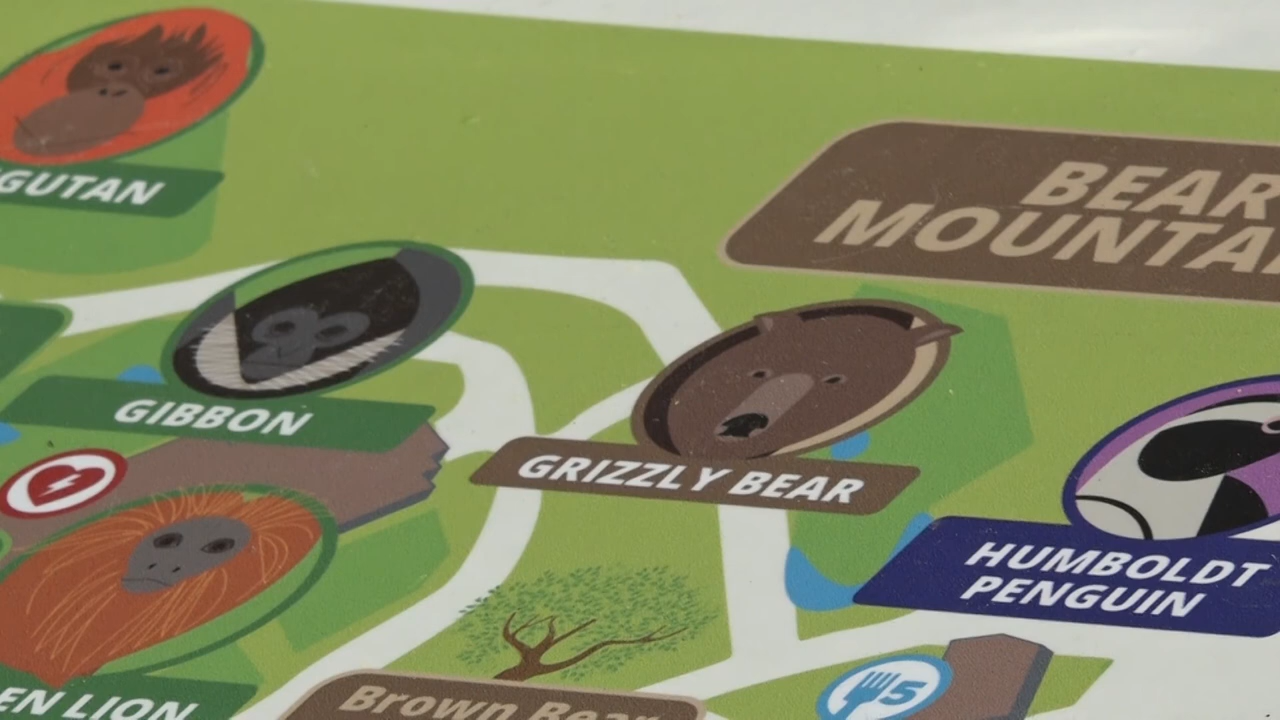 GUTAN
BEAR
MOUNTA
GIBBON
GRIZZLY BEAR
HUMBOLDT
PENGUIN
EN LION
Brown Bear
5